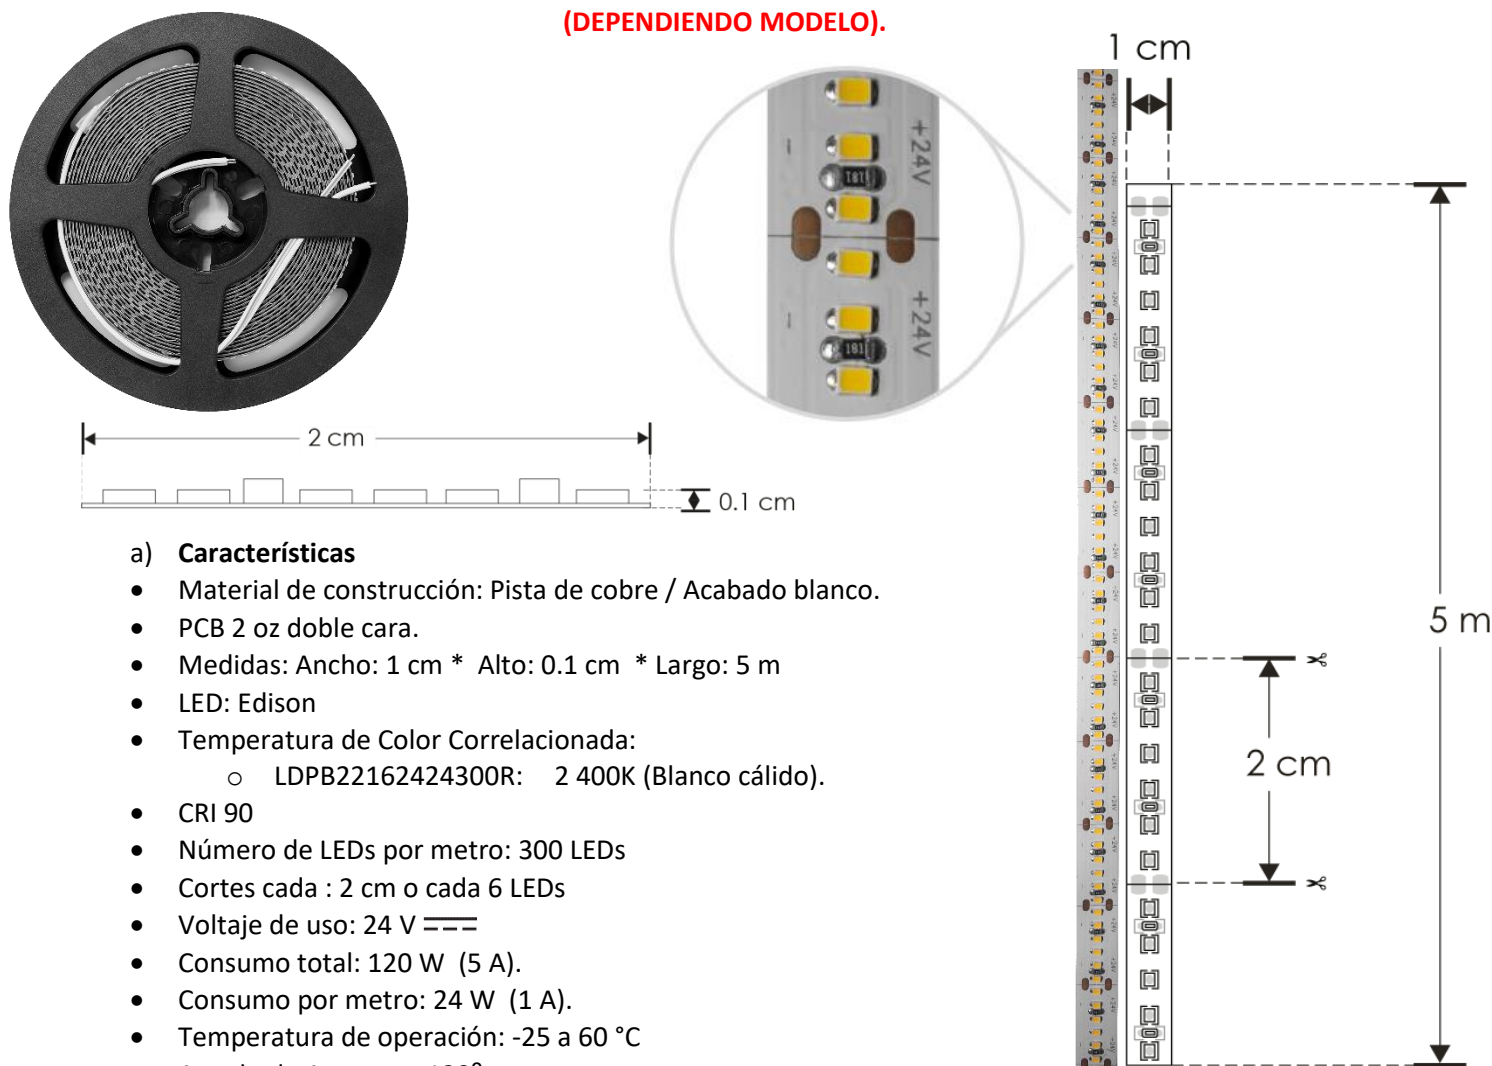 (DEPENDIENDO MODELO).
1 cm
+24V
181
181
+24V
2 cm
0.1 cm
5 m
2 cm
a) Características
• Material de construcción: Pista de cobre / Acabado blanco.
• PCB 2 oz doble cara.
• Medidas: Ancho: 1 cm * Alto: 0.1 cm * Largo: 5 m
• LED: Edison
• Temperatura de Color Correlacionada:
o LDPB22162424300R: 2 400K (Blanco cálido).
• CRI 90
• Número de LEDs por metro: 300 LEDs
• Cortes cada : 2 cm o cada 6 LEDs
• Voltaje de uso: 24 V
• Consumo total: 120 W (5 A).
• Consumo por metro: 24 W (1 A).
• Temperatura de operación: -25 a 60 °C